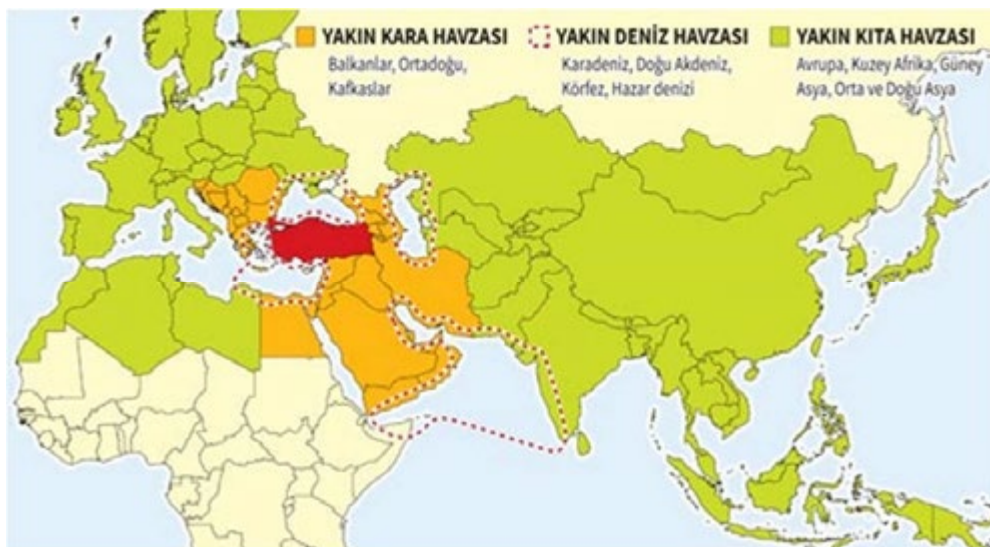 YAKIN KARA HAVZASI
Balkanlar, Ortadoğu,
Kafkaslar
YAKIN DENİZ HAVZASI
Karadeniz, Doğu Akdeniz,
Körfez, Hazar denizi
YAKIN KITA HAVZASI
Avrupa, Kuzey Afrika, Güney
Asya, Orta ve Doğu Asya